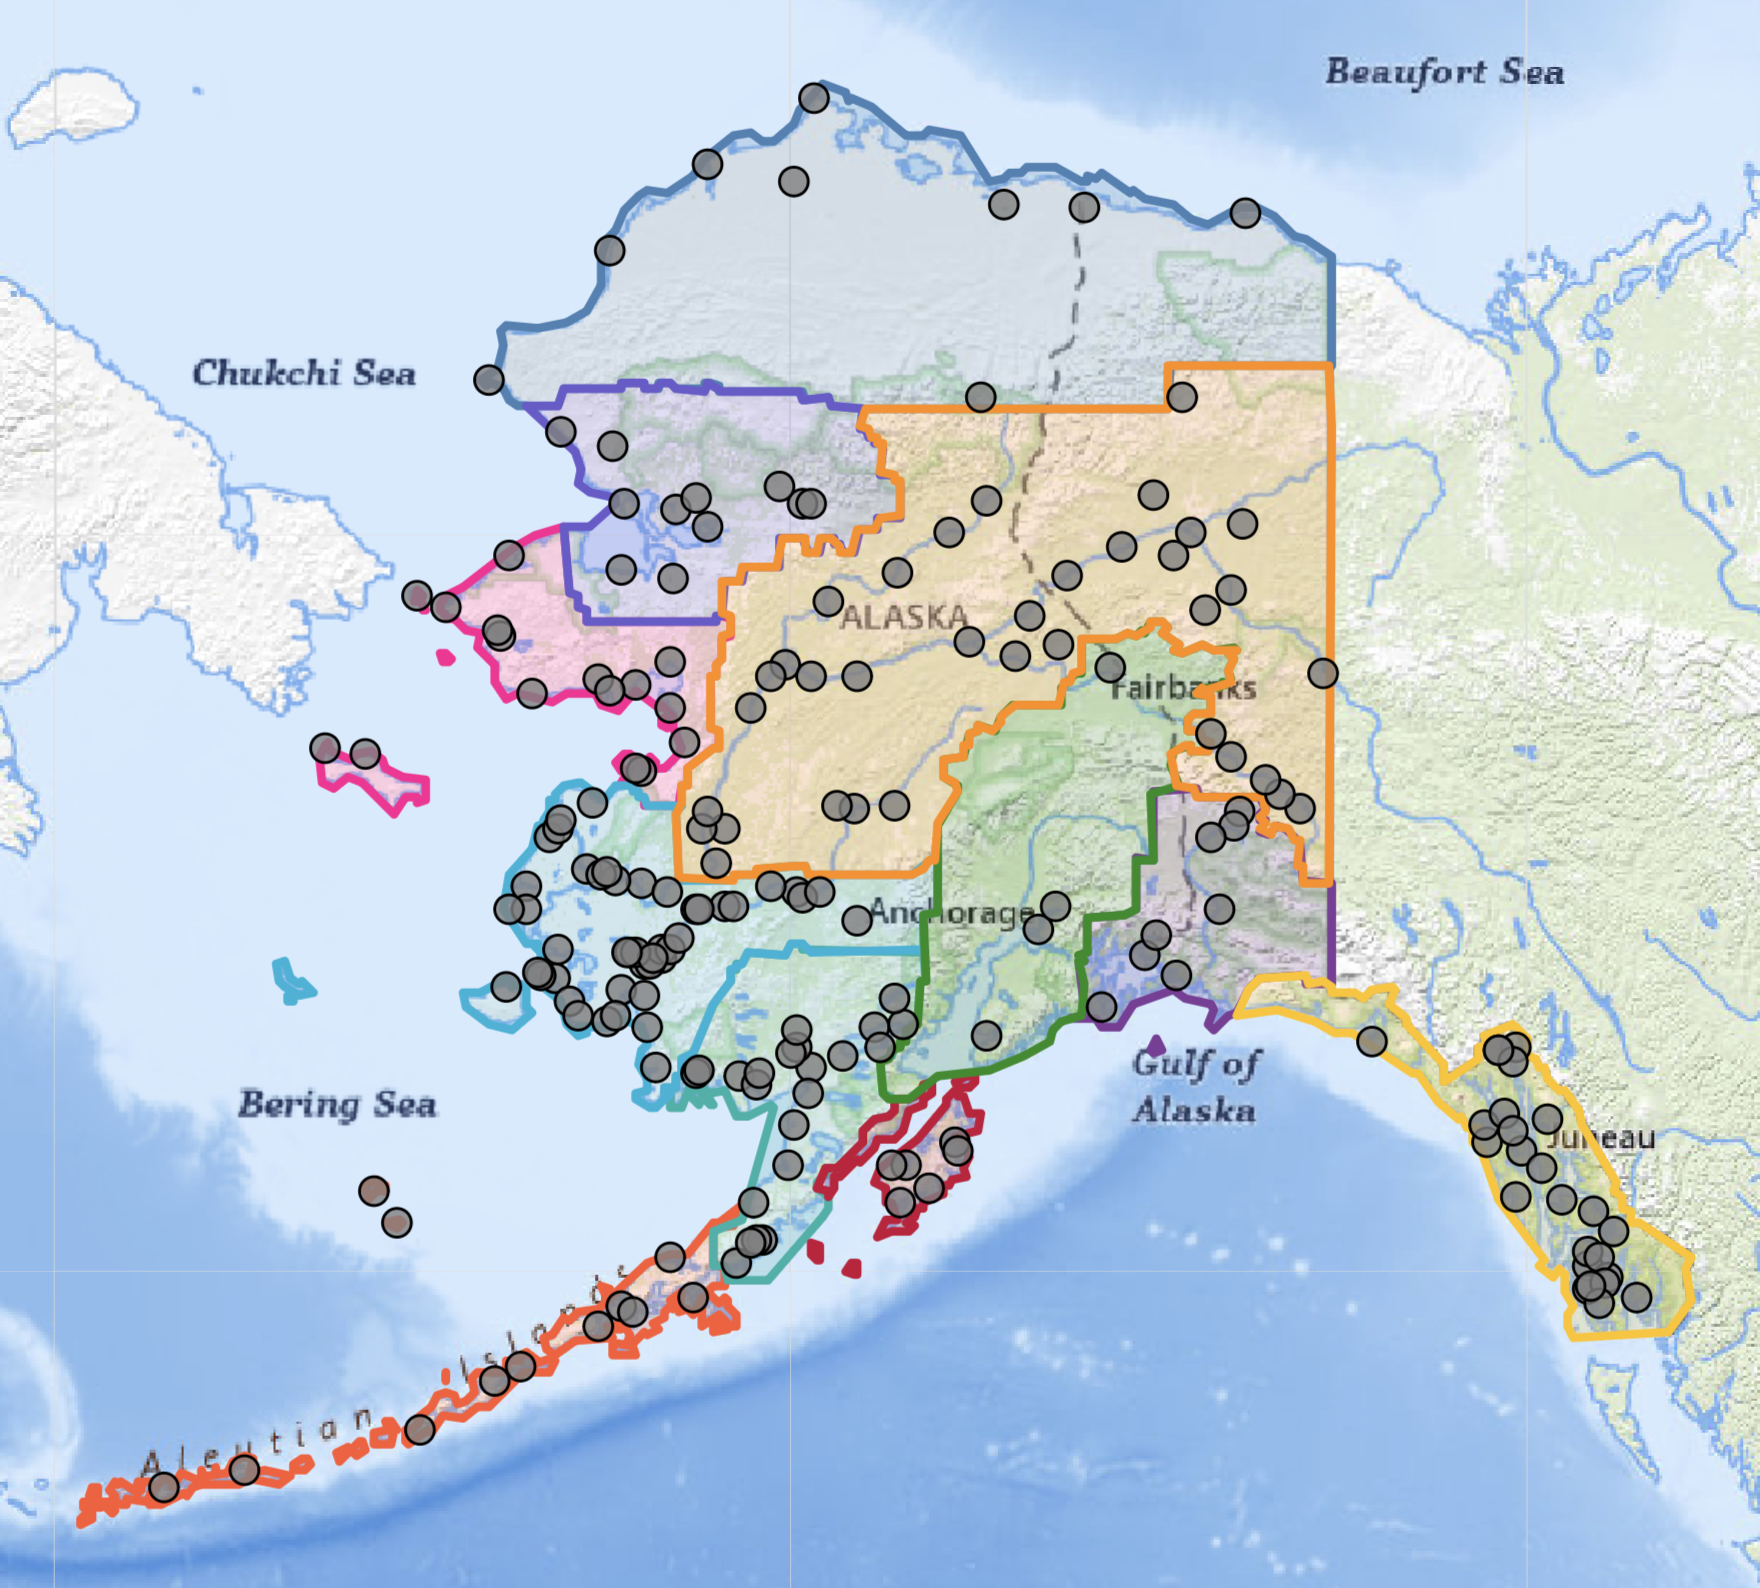 Beaufort Sea
Chukchi Sea
ALASKA
Fairbanks
Anchorage
Gulf of
Alaska
Bering Sea
Juneau
Aleutian Islands